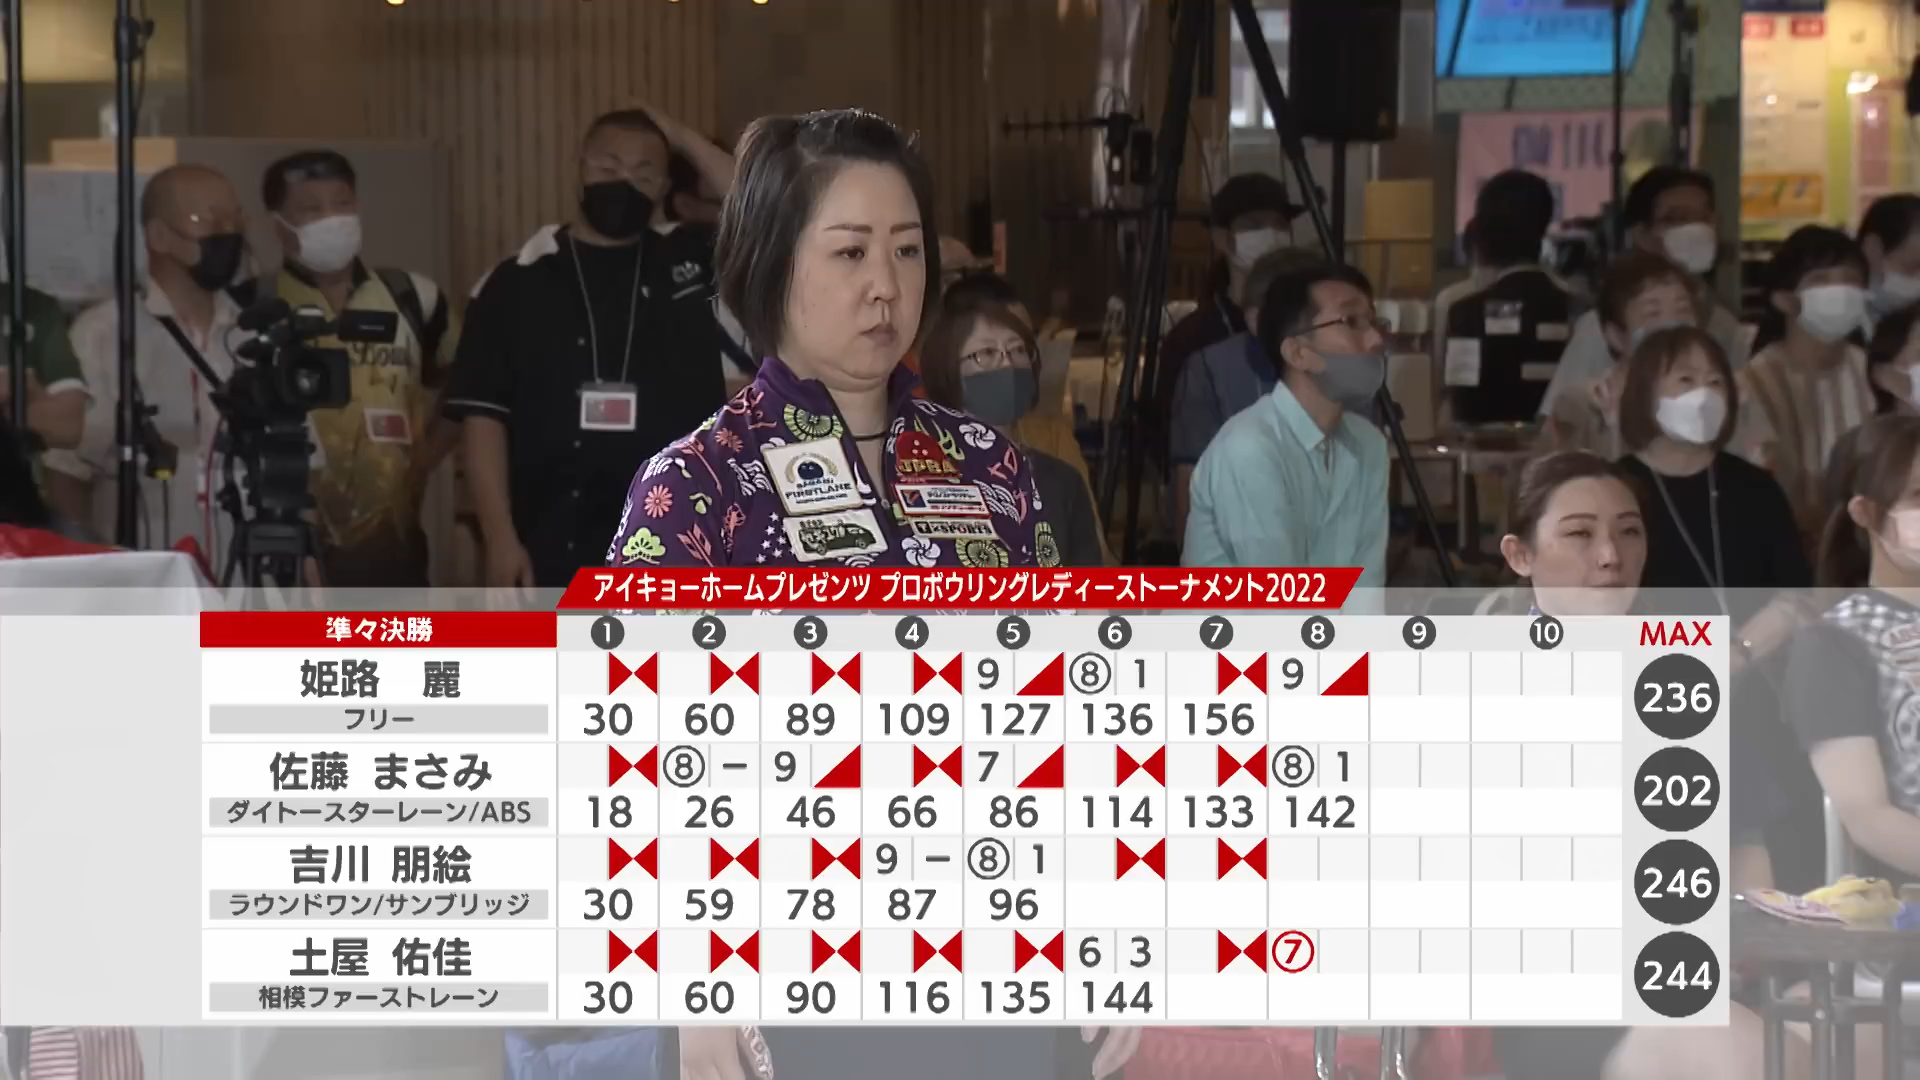 アイキョーホームプレゼンツ プロボウリングレディーストーナメント2022
準々決勝 1 2 3 4 5 6 7 8 9 10 MAX
姫路 麗 9 ⑧ 1 9
フリー 30 60 89 109 127 136 156 236
佐藤 まさみ ⑧ − 9 7 ⑧ 1
ダイトースターレーン/ABS 18 26 46 66 86 114 133 142 202
吉川 朋絵 9 − ⑧ 1
ラウンドワン/サンブリッジ 30 59 78 87 96 246
土屋 佑佳 6 3 ⑦
相模ファーストレーン 30 60 90 116 135 144 244
JPBA
FIRSTLANE
SPORTS